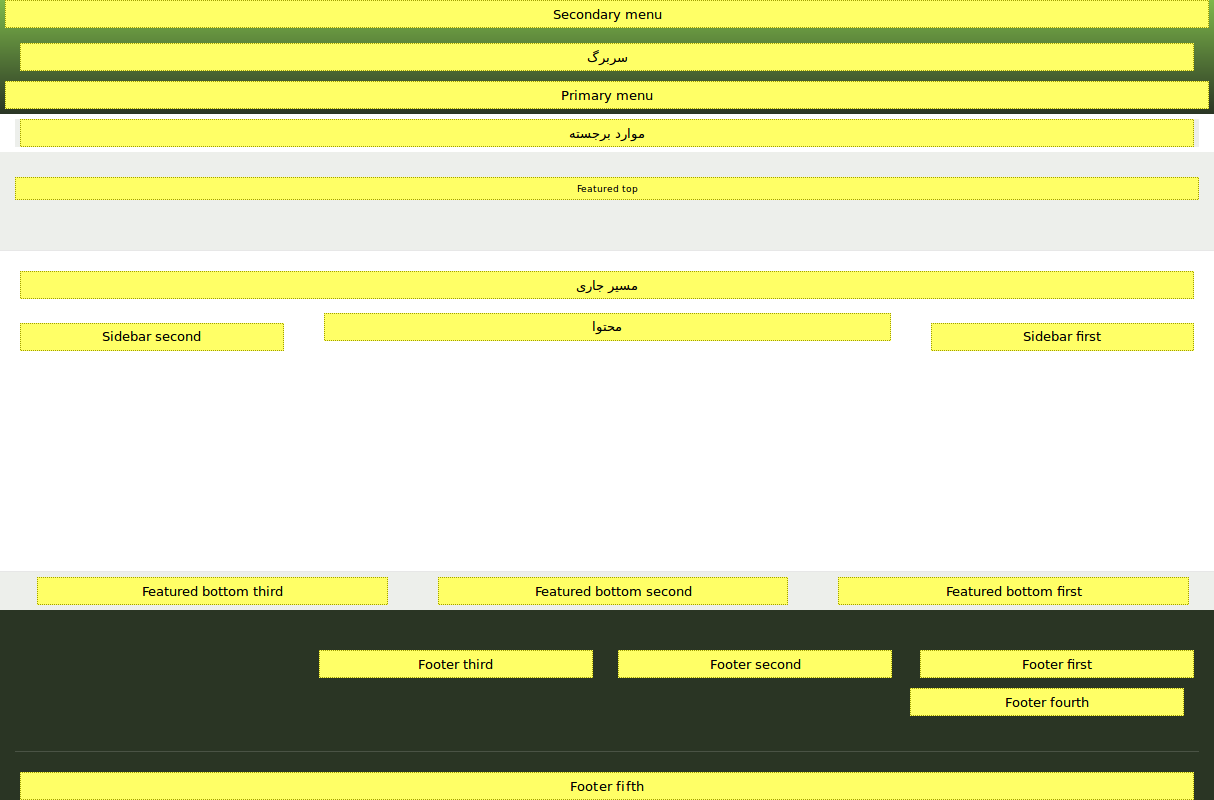 Secondary menu
سربرگ
Primary menu
موارد برجسته
Featured top
مسیر جاری
Sidebar first
محتوا
Sidebar second
Featured bottom first
Featured bottom second
Featured bottom third
Footer first
Footer second
Footer third
Footer fourth
Footer fifth